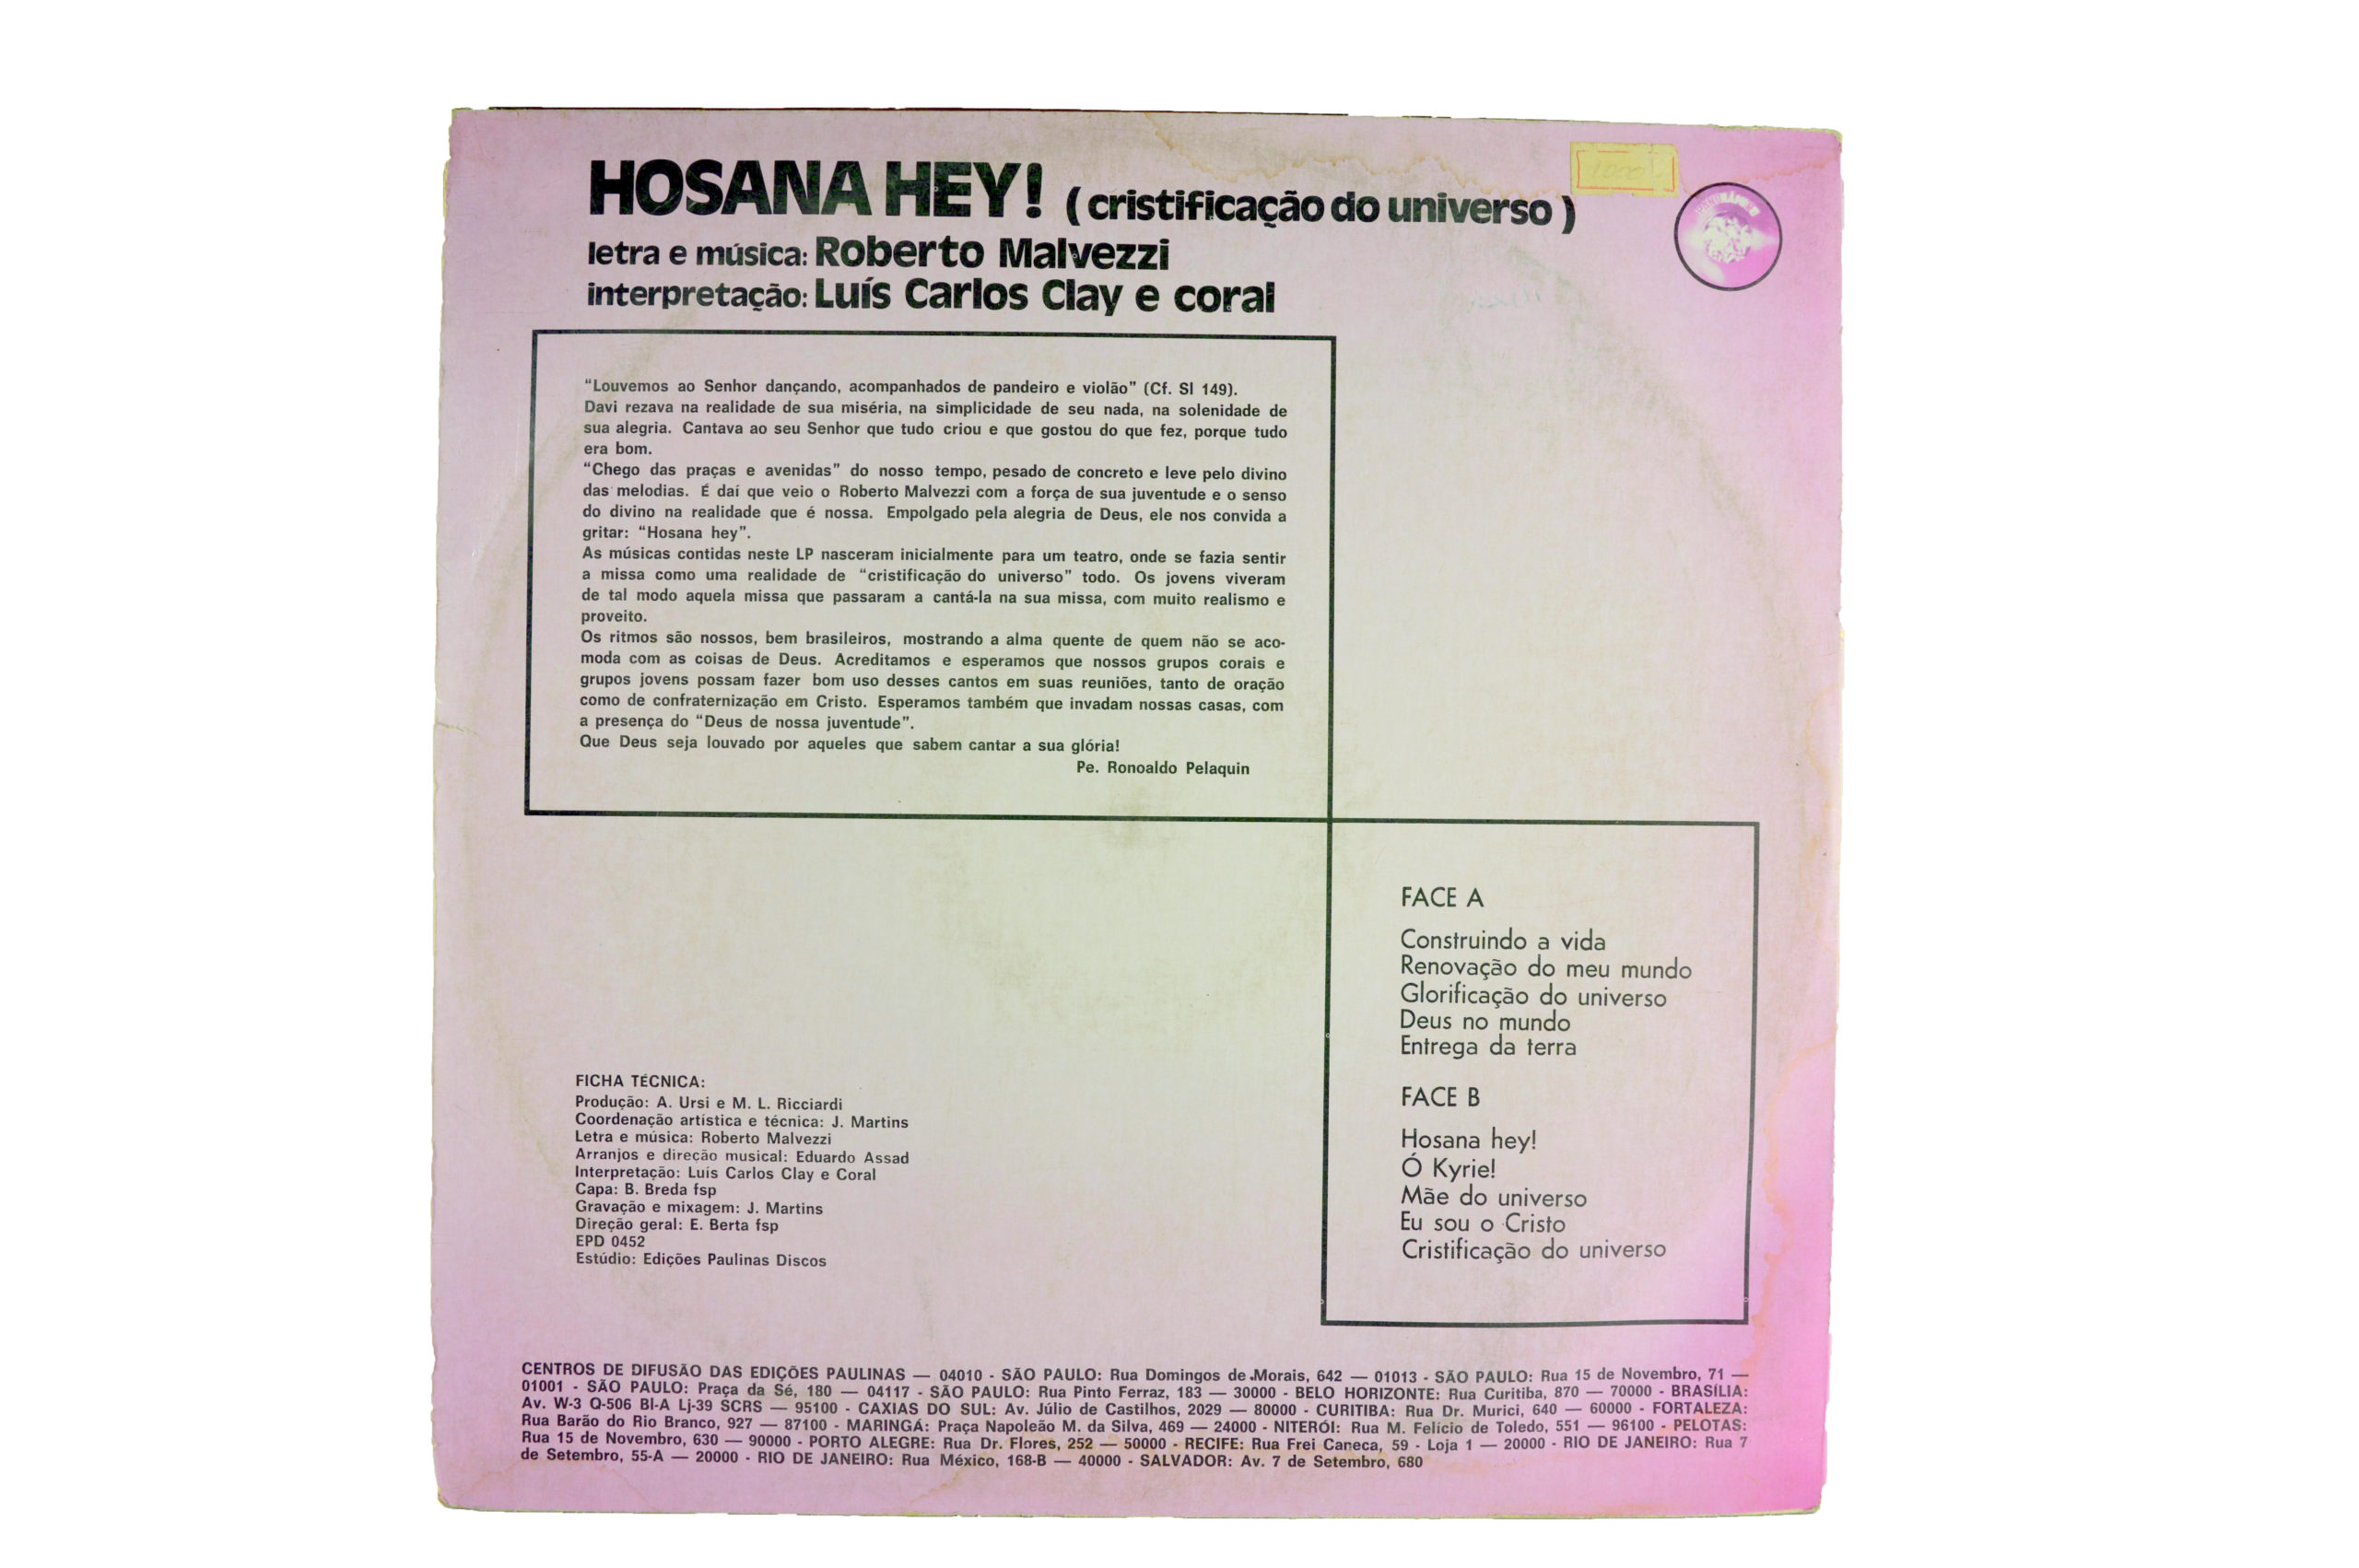 HOSANA HEY! (cristificação do universo)
letra e música: Roberto Malvezzi
interpretação: Luís Carlos Clay e coral
“Louvemos ao Senhor dançando, acompanhados de pandeiro e violão” (Cf. Sl 149).
Davi rezava na realidade de sua miséria, na simplicidade de seu nada, na solenidade de
sua alegria. Cantava ao seu Senhor que tudo criou e que gostou do que fez, porque tudo
era bom.
“Chego das praças e avenidas” do nosso tempo, pesado de concreto e leve pelo divino
das melodias. É daí que veio o Roberto Malvezzi com a força de sua juventude e o senso
do divino na realidade que é nossa. Empolgado pela alegria de Deus, ele nos convida a
gritar: “Hosana hey”.
As músicas contidas neste LP nasceram inicialmente para um teatro, onde se fazia sentir
a missa como uma realidade de “cristificação do universo” todo. Os jovens viveram
de tal modo aquela missa que passaram a cantá-la na sua missa, com muito realismo e
proveito.
Os ritmos são nossos, bem brasileiros, mostrando a alma quente de quem não se aco-
moda com as coisas de Deus. Acreditamos e esperamos que nossos grupos corais e
grupos jovens possam fazer bom uso desses cantos em suas reuniões, tanto de oração
como de confraternização em Cristo. Esperamos também que invadam nossas casas, com
a presença do “Deus de nossa juventude”.
Que Deus seja louvado por aqueles que sabem cantar a sua glória!
Pe. Ronoaldo Pelaquin
FACE A
Construindo a vida
Renovação do meu mundo
Glorificação do universo
Deus no mundo
Entrega da terra
FACE B
Hosana hey!
Ó Kyrie!
Mãe do universo
Eu sou o Cristo
Cristificação do universo
FICHA TÉCNICA:
Produção: A. Ursi e M. L. Ricciardi
Coordenação artística e técnica: J. Martins
Letra e música: Roberto Malvezzi
Arranjos e direção musical: Eduardo Assad
Interpretação: Luís Carlos Clay e Coral
Capa: B. Breda fsp
Gravação e mixagem: J. Martins
Direção geral: E. Berta fsp
EPD 0452
Estúdio: Edições Paulinas Discos
CENTROS DE DIFUSÃO DAS EDIÇÕES PAULINAS — 04010 - SÃO PAULO: Rua Domingos de Morais, 642 — 01013 - SÃO PAULO: Rua 15 de Novembro, 71 —
01001 - SÃO PAULO: Praça da Sé, 180 — 04117 - SÃO PAULO: Rua Pinto Ferraz, 183 — 30000 - BELO HORIZONTE: Rua Curitiba, 870 — 70000 - BRASÍLIA:
Av. W-3 Q-506 Bl-A Lj-39 SCRS — 95100 - CAXIAS DO SUL: Av. Júlio de Castilhos, 2029 — 80000 - CURITIBA: Rua Dr. Murici, 640 — 60000 - FORTALEZA:
Rua Barão do Rio Branco, 927 — 87100 - MARINGÁ: Praça Napoleão M. da Silva, 469 — 24000 - NITERÓI: Rua M. Felício de Toledo, 551 — 96100 - PELOTAS:
Rua 15 de Novembro, 630 — 90000 - PORTO ALEGRE: Rua Dr. Flores, 252 — 50000 - RECIFE: Rua Frei Caneca, 59 - Loja 1 — 20000 - RIO DE JANEIRO: Rua 7
de Setembro, 55-A — 20000 - RIO DE JANEIRO: Rua México, 168-B — 40000 - SALVADOR: Av. 7 de Setembro, 680